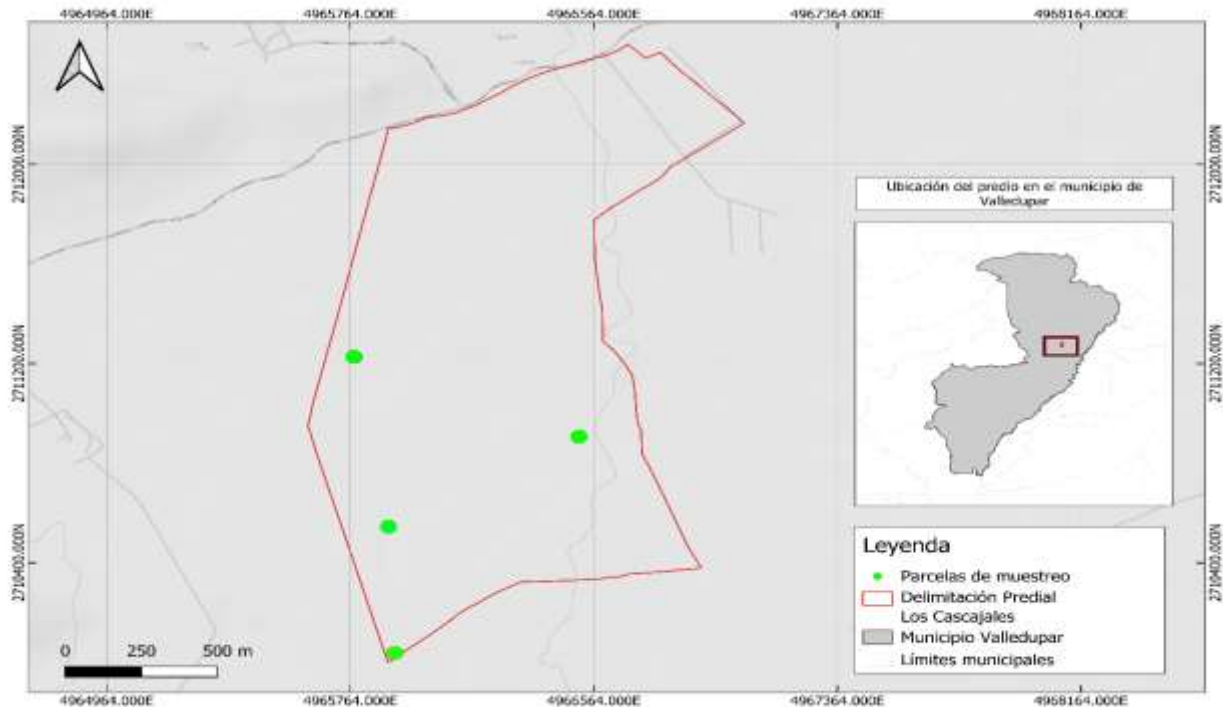 4964964.000E
4965764.000E
4966564.000E
4967364.000E
4968164.000E
2712000.000N
2712000.000N
2711200.000N
2711200.000N
2710400.000N
2710400.000N
Ubicación del predio en el municipio de
Valledupar
Leyenda
Parcelas de muestreo
Delimitación Predial
Los Cascajales
Municipio Valledupar
Límites municipales
0 250 500 m
4964964.000E
4965764.000E
4966564.000E
4967364.000E
4968164.000E